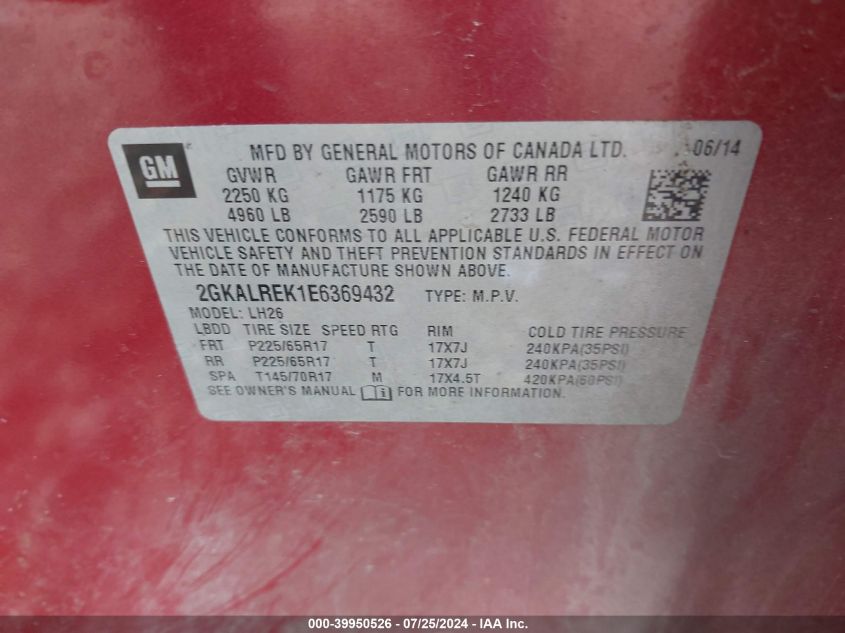 GM MFD BY GENERAL MOTORS OF CANADA LTD. 06/14
GVWR GAWR FRT GAWR RR
2250 KG 1175 KG 1240 KG
4960 LB 2590 LB 2733 LB
THIS VEHICLE CONFORMS TO ALL APPLICABLE U.S. FEDERAL MOTOR
VEHICLE SAFETY AND THEFT PREVENTION STANDARDS IN EFFECT ON
THE DATE OF MANUFACTURE SHOWN ABOVE.
2GKALREK1E6369432 TYPE: M.P.V.
MODEL: LH26
LBDD TIRE SIZE SPEED RTG RIM COLD TIRE PRESSURE
FRT P225/65R17 T 17X7J 240KPA(35PSI)
RR P225/65R17 T 17X7J 240KPA(35PSI)
SPA T145/70R17 M 17X4.5T 420KPA(60PSI)
SEE OWNER'S MANUAL FOR MORE INFORMATION.
000-39950526 - 07/25/2024 - IAA Inc.